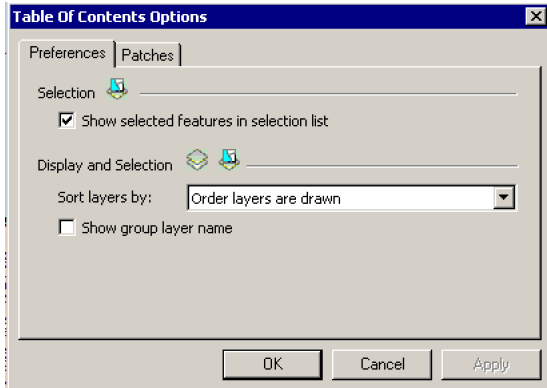 Table Of Contents Options
Preferences Patches
Selection
Show selected features in selection list
Display and Selection
Sort layers by: Order layers are drawn
Show group layer name
OK Cancel Apply